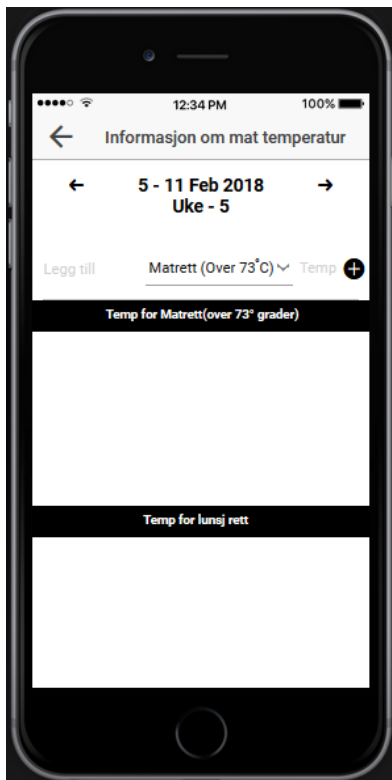 12:34 PM
100%
Informasjon om mat temperatur
5 - 11 Feb 2018
Uke - 5
Legg till
Matrett (Over 73°C)
Temp
Temp for Matrett(over 73° grader)
Temp for lunsj rett